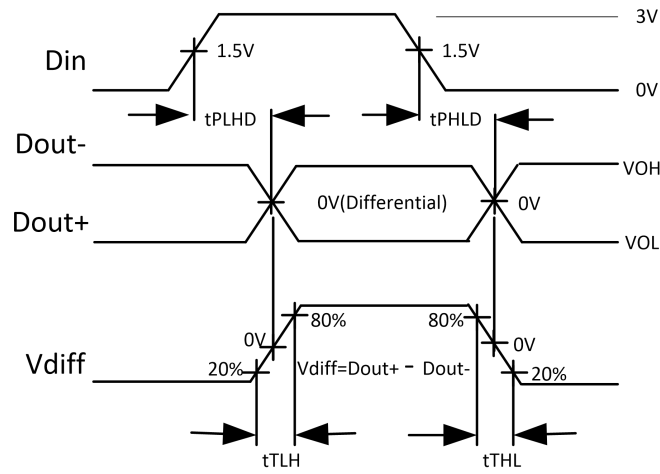 3V
Din
1.5V
1.5V
0V
tPLHD
tPHLD
Dout-
VOH
0V(Differential)
0V
Dout+
VOL
80%
80%
0V
0V
Vdiff
20%
Vdiff=Dout+ - Dout-
20%
tTLH
tTHL